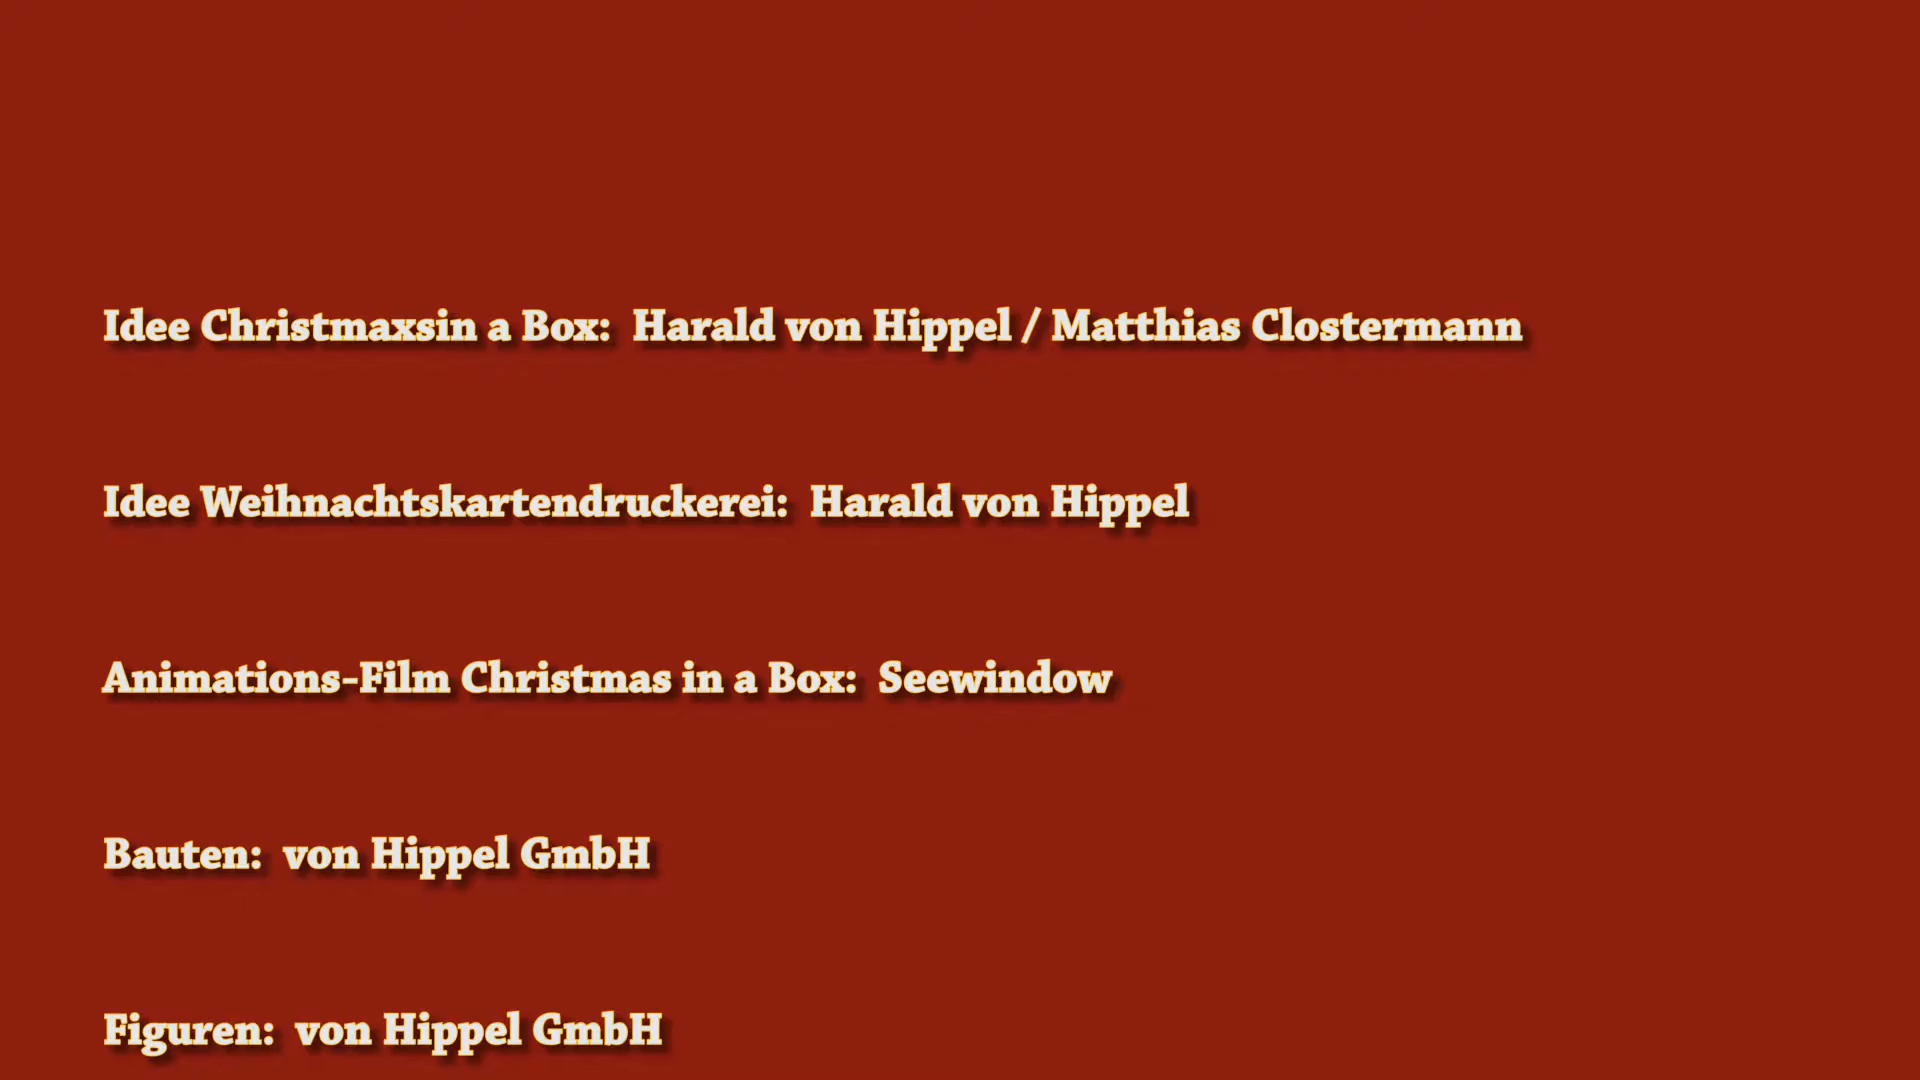 Idee Christmaxsin a Box: Harald von Hippel / Matthias Clostermann
Idee Weihnachtskartendruckerei: Harald von Hippel
Animations-Film Christmas in a Box: Seewindow
Bauten: von Hippel GmbH
Figuren: von Hippel GmbH